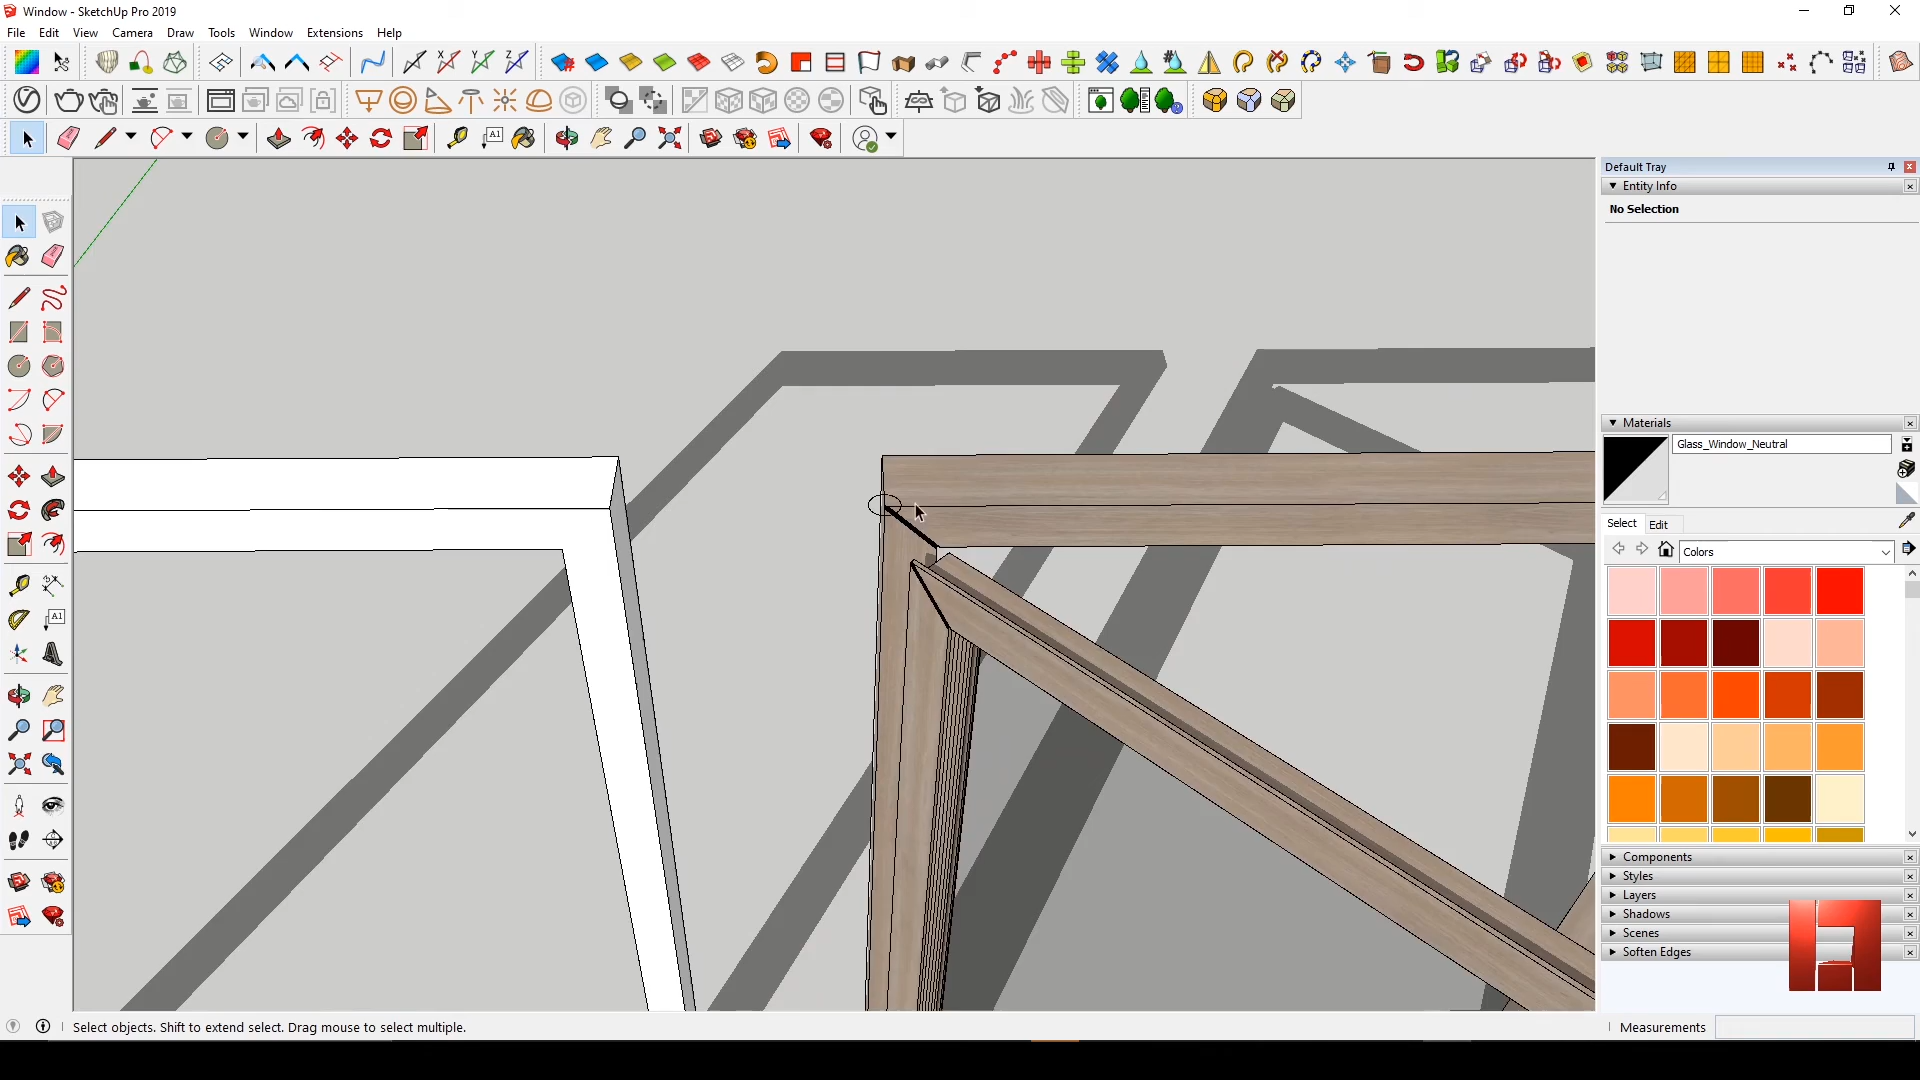 Window - SketchUp Pro 2019
File Edit View Camera Draw Tools Window Extensions Help
X Y Z
A1
Default Tray
Entity Info
No Selection
Materials
Glass_Window_Neutral
Select Edit
Colors
A1
Components
Styles
Layers
Shadows
Scenes
Soften Edges
Select objects. Shift to extend select. Drag mouse to select multiple.
Measurements